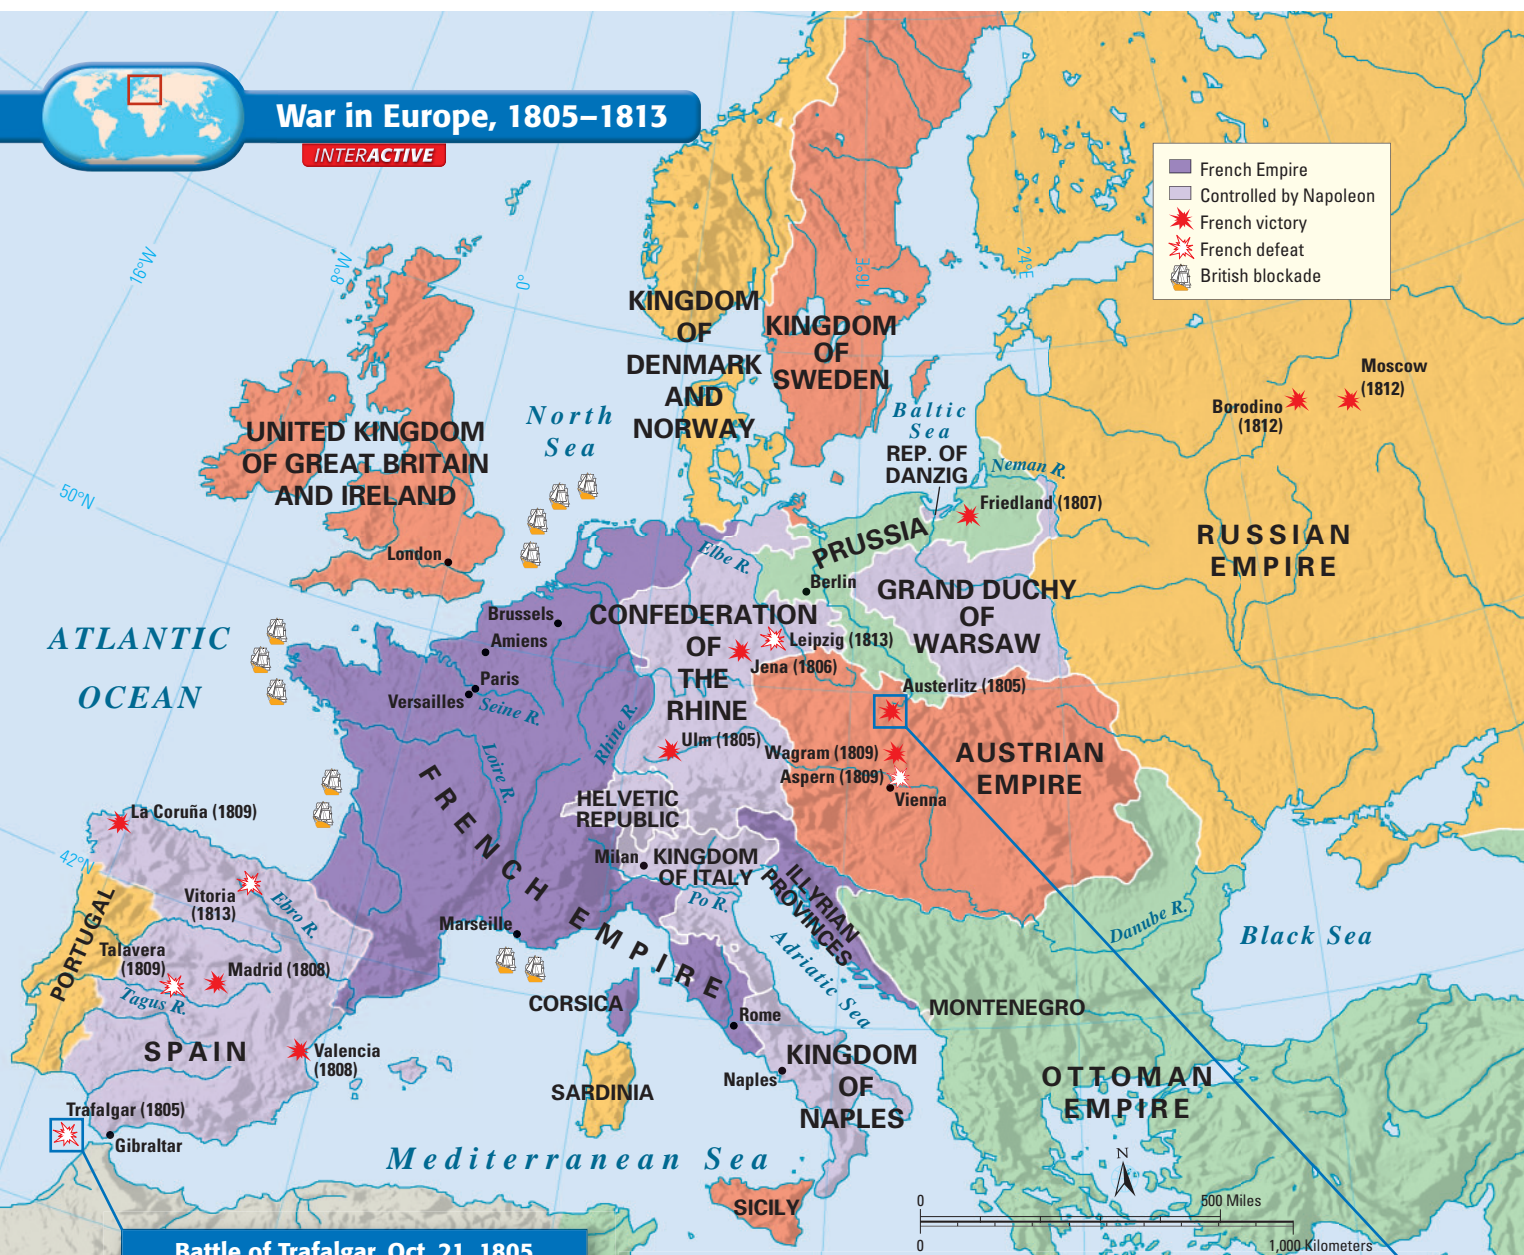 War in Europe, 1805–1813
INTERACTIVE
French Empire
Controlled by Napoleon
French victory
French defeat
British blockade
16°W
8°W
0°
16°E
24°E
50°N
42°N
KINGDOM
OF
DENMARK
AND
NORWAY
KINGDOM
OF
SWEDEN
Moscow
(1812)
Borodino
(1812)
North
Sea
Baltic
Sea
REP. OF
DANZIG
Neman R.
Friedland (1807)
UNITED KINGDOM
OF GREAT BRITAIN
AND IRELAND
London
PRUSSIA
Berlin
Elbe R.
RUSSIAN
EMPIRE
GRAND DUCHY
OF
WARSAW
ATLANTIC
OCEAN
Brussels
Amiens
Paris
Versailles
Seine R.
CONFEDERATION
OF
THE
RHINE
Leipzig (1813)
Jena (1806)
Austerlitz (1805)
Rhine R.
Loire R.
Ulm (1805)
Wagram (1809)
Aspern (1809)
Vienna
AUSTRIAN
EMPIRE
FRENCH EMPIRE
HELVETIC
REPUBLIC
Milan
KINGDOM
OF ITALY
Po R.
ILLYRIAN
PROVINCES
Adriatic Sea
La Coruña (1809)
Vitoria
(1813)
Ebro R.
PORTUGAL
Talavera
(1809)
Madrid (1808)
Tagus R.
SPAIN
Valencia
(1808)
Trafalgar (1805)
Gibraltar
Marseille
CORSICA
Rome
SARDINIA
Naples
KINGDOM
OF
NAPLES
Danube R.
Black Sea
MONTENEGRO
OTTOMAN
EMPIRE
Mediterranean Sea
SICILY
N
0
500 Miles
0
1,000 Kilometers
Battle of Trafalgar, Oct. 21, 1805